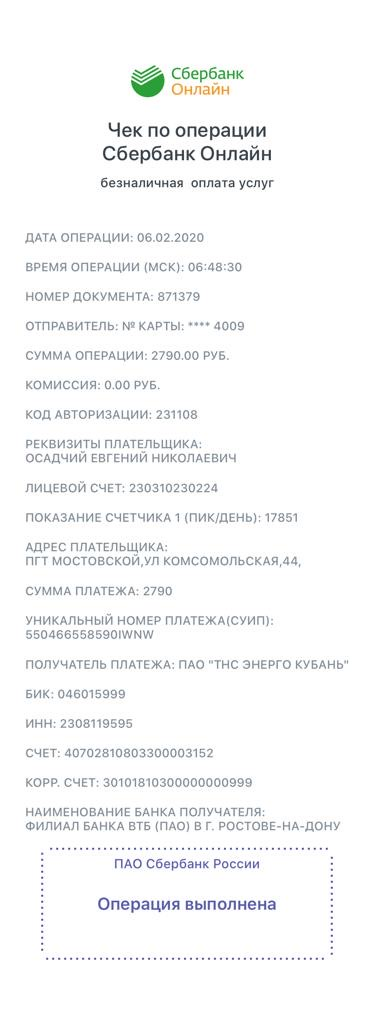 Сбербанк
Онлайн
Чек по операции
Сбербанк Онлайн
безналичная оплата услуг
ДАТА ОПЕРАЦИИ: 06.02.2020
ВРЕМЯ ОПЕРАЦИИ (МСК): 06:48:30
НОМЕР ДОКУМЕНТА: 871379
ОТПРАВИТЕЛЬ: № КАРТЫ: **** 4009
СУММА ОПЕРАЦИИ: 2790.00 РУБ.
КОМИССИЯ: 0.00 РУБ.
КОД АВТОРИЗАЦИИ: 231108
РЕКВИЗИТЫ ПЛАТЕЛЬЩИКА:
ОСАДЧИЙ ЕВГЕНИЙ НИКОЛАЕВИЧ
ЛИЦЕВОЙ СЧЕТ: 230310230224
ПОКАЗАНИЕ СЧЕТЧИКА 1 (ПИК/ДЕНЬ): 17851
АДРЕС ПЛАТЕЛЬЩИКА:
ПГТ МОСТОВСКОЙ,УЛ КОМСОМОЛЬСКАЯ,44,
СУММА ПЛАТЕЖА: 2790
УНИКАЛЬНЫЙ НОМЕР ПЛАТЕЖА(СУИП):
550466558590IWNW
ПОЛУЧАТЕЛЬ ПЛАТЕЖА: ПАО "ТНС ЭНЕРГО КУБАНЬ"
БИК: 046015999
ИНН: 2308119595
СЧЕТ: 40702810803300003152
КОРР. СЧЕТ: 30101810300000000999
НАИМЕНОВАНИЕ БАНКА ПОЛУЧАТЕЛЯ:
ФИЛИАЛ БАНКА ВТБ (ПАО) В Г. РОСТОВЕ-НА-ДОНУ
ПАО Сбербанк России
Операция выполнена